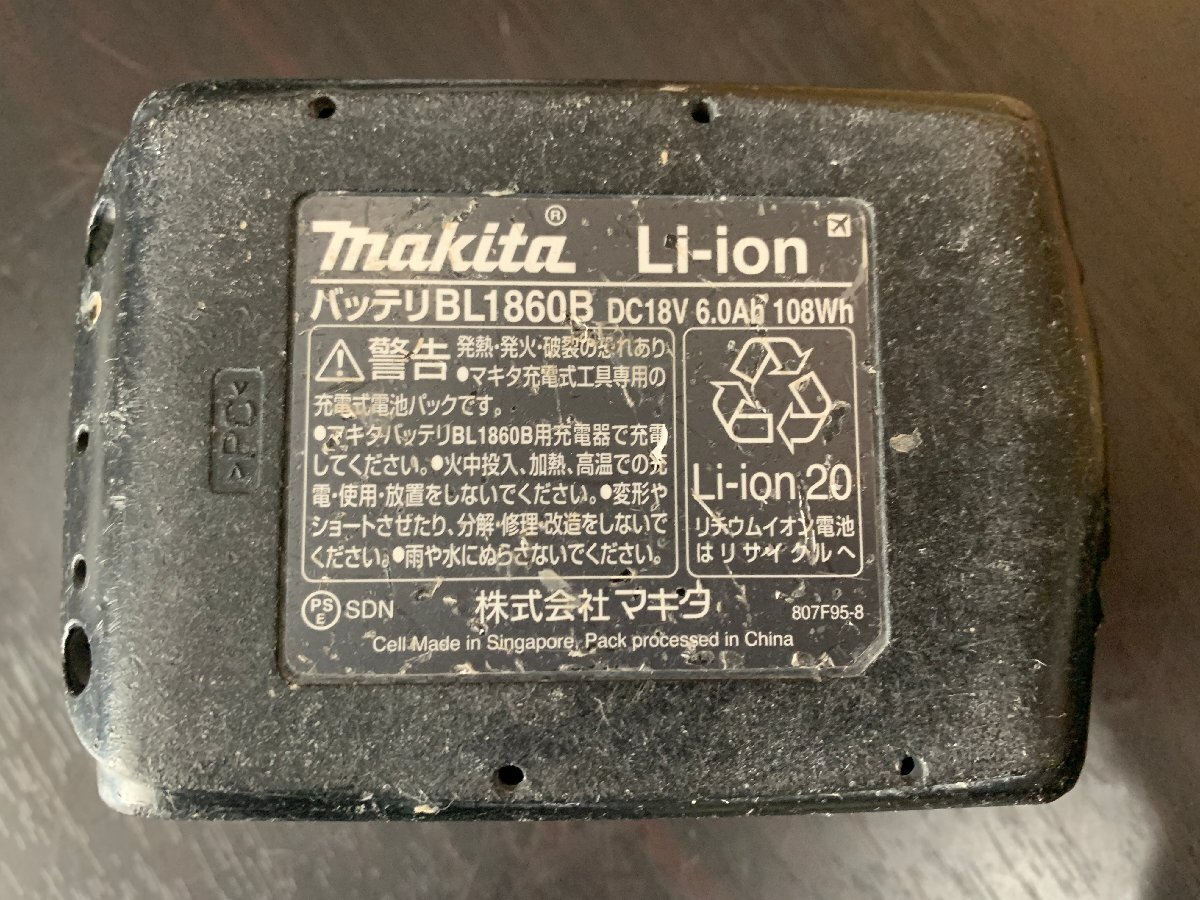 makita® Li-ion
バッテリBL1860B DC18V 6.0Ah 108Wh
警告 発熱・発火・破裂の恐れあり
●マキタ充電式工具専用の
充電式電池パックです。
●マキタバッテリBL1860B用充電器で充電
してください。●火中投入、加熱、高温での充
電・使用・放置をしないでください。●変形や
ショートさせたり、分解・修理・改造をしないで
ください。●雨や水にぬらさないでください。
Li-ion 20
リチウムイオン電池
はリサイクルへ
PS
E SDN 株式会社マキタ 807F95-8
Cell Made in Singapore, Pack processed in China
>PC<